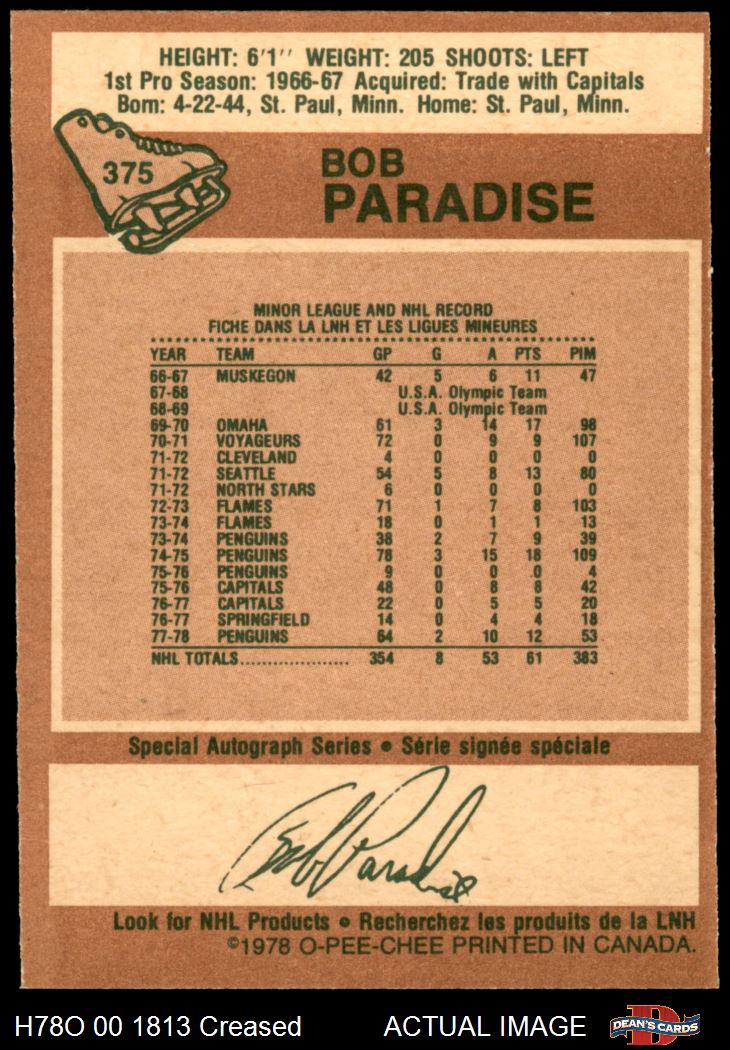 HEIGHT: 6'1'' WEIGHT: 205 SHOOTS: LEFT
1st Pro Season: 1966-67 Acquired: Trade with Capitals
Born: 4-22-44, St. Paul, Minn. Home: St. Paul, Minn.
375
BOB
PARADISE
MINOR LEAGUE AND NHL RECORD
FICHE DANS LA LNH ET LES LIGUES MINEURES
YEAR TEAM GP G A PTS PIM
66-67 MUSKEGON 42 5 6 11 47
67-68 U.S.A. Olympic Team
68-69 U.S.A. Olympic Team
69-70 OMAHA 61 3 14 17 98
70-71 VOYAGEURS 72 0 9 9 107
71-72 CLEVELAND 4 0 0 0 0
71-72 SEATTLE 54 5 8 13 80
71-72 NORTH STARS 6 0 0 0 0
72-73 FLAMES 71 1 7 8 103
73-74 FLAMES 18 0 1 1 13
73-74 PENGUINS 38 2 7 9 39
74-75 PENGUINS 78 3 15 18 109
75-76 PENGUINS 9 0 0 0 4
75-76 CAPITALS 48 0 8 8 42
76-77 CAPITALS 22 0 5 5 20
76-77 SPRINGFIELD 14 0 4 4 18
77-78 PENGUINS 64 2 10 12 53
NHL TOTALS.................... 354 8 53 61 383
Special Autograph Series • Série signée spéciale
Bob Paradise
Look for NHL Products • Recherchez les produits de la LNH
©1978 O-PEE-CHEE PRINTED IN CANADA.
H78O 00 1813 Creased ACTUAL IMAGE
D
DEAN'S CARDS